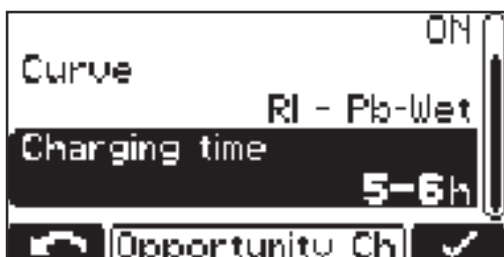 ON
Curve
RI - Pb-Wet
Charging time
5-6h
Opportunity Ch